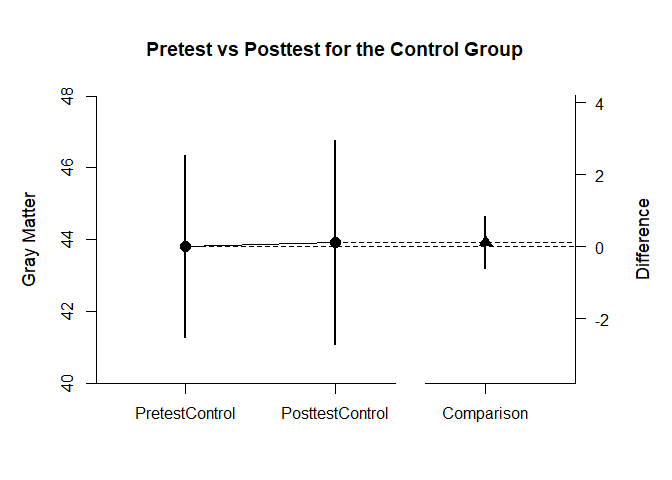 Pretest vs Posttest for the Control Group
48
46
44
42
40
Gray Matter
4
2
0
-2
Difference
PretestControl
PosttestControl
Comparison